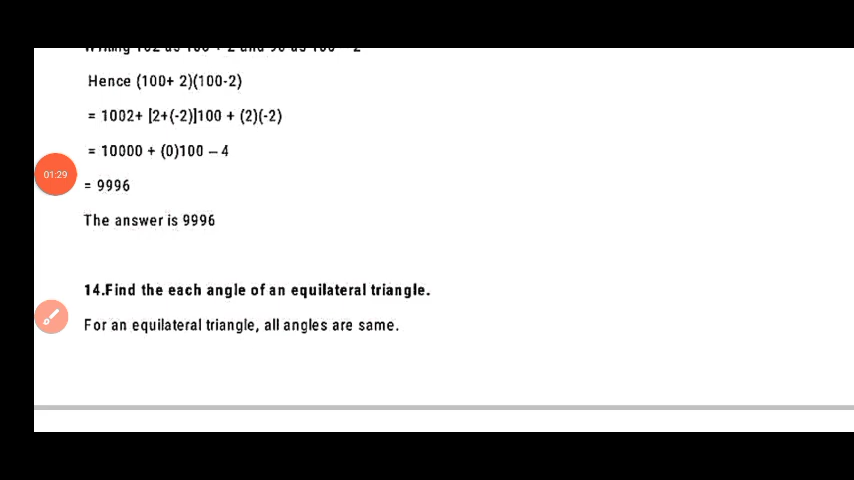 Hence (100+ 2)(100-2)
= 1002+ [2+(-2)]100 + (2)(-2)
= 10000 + (0)100 – 4
01:29
= 9996
The answer is 9996
14.Find the each angle of an equilateral triangle.
For an equilateral triangle, all angles are same.